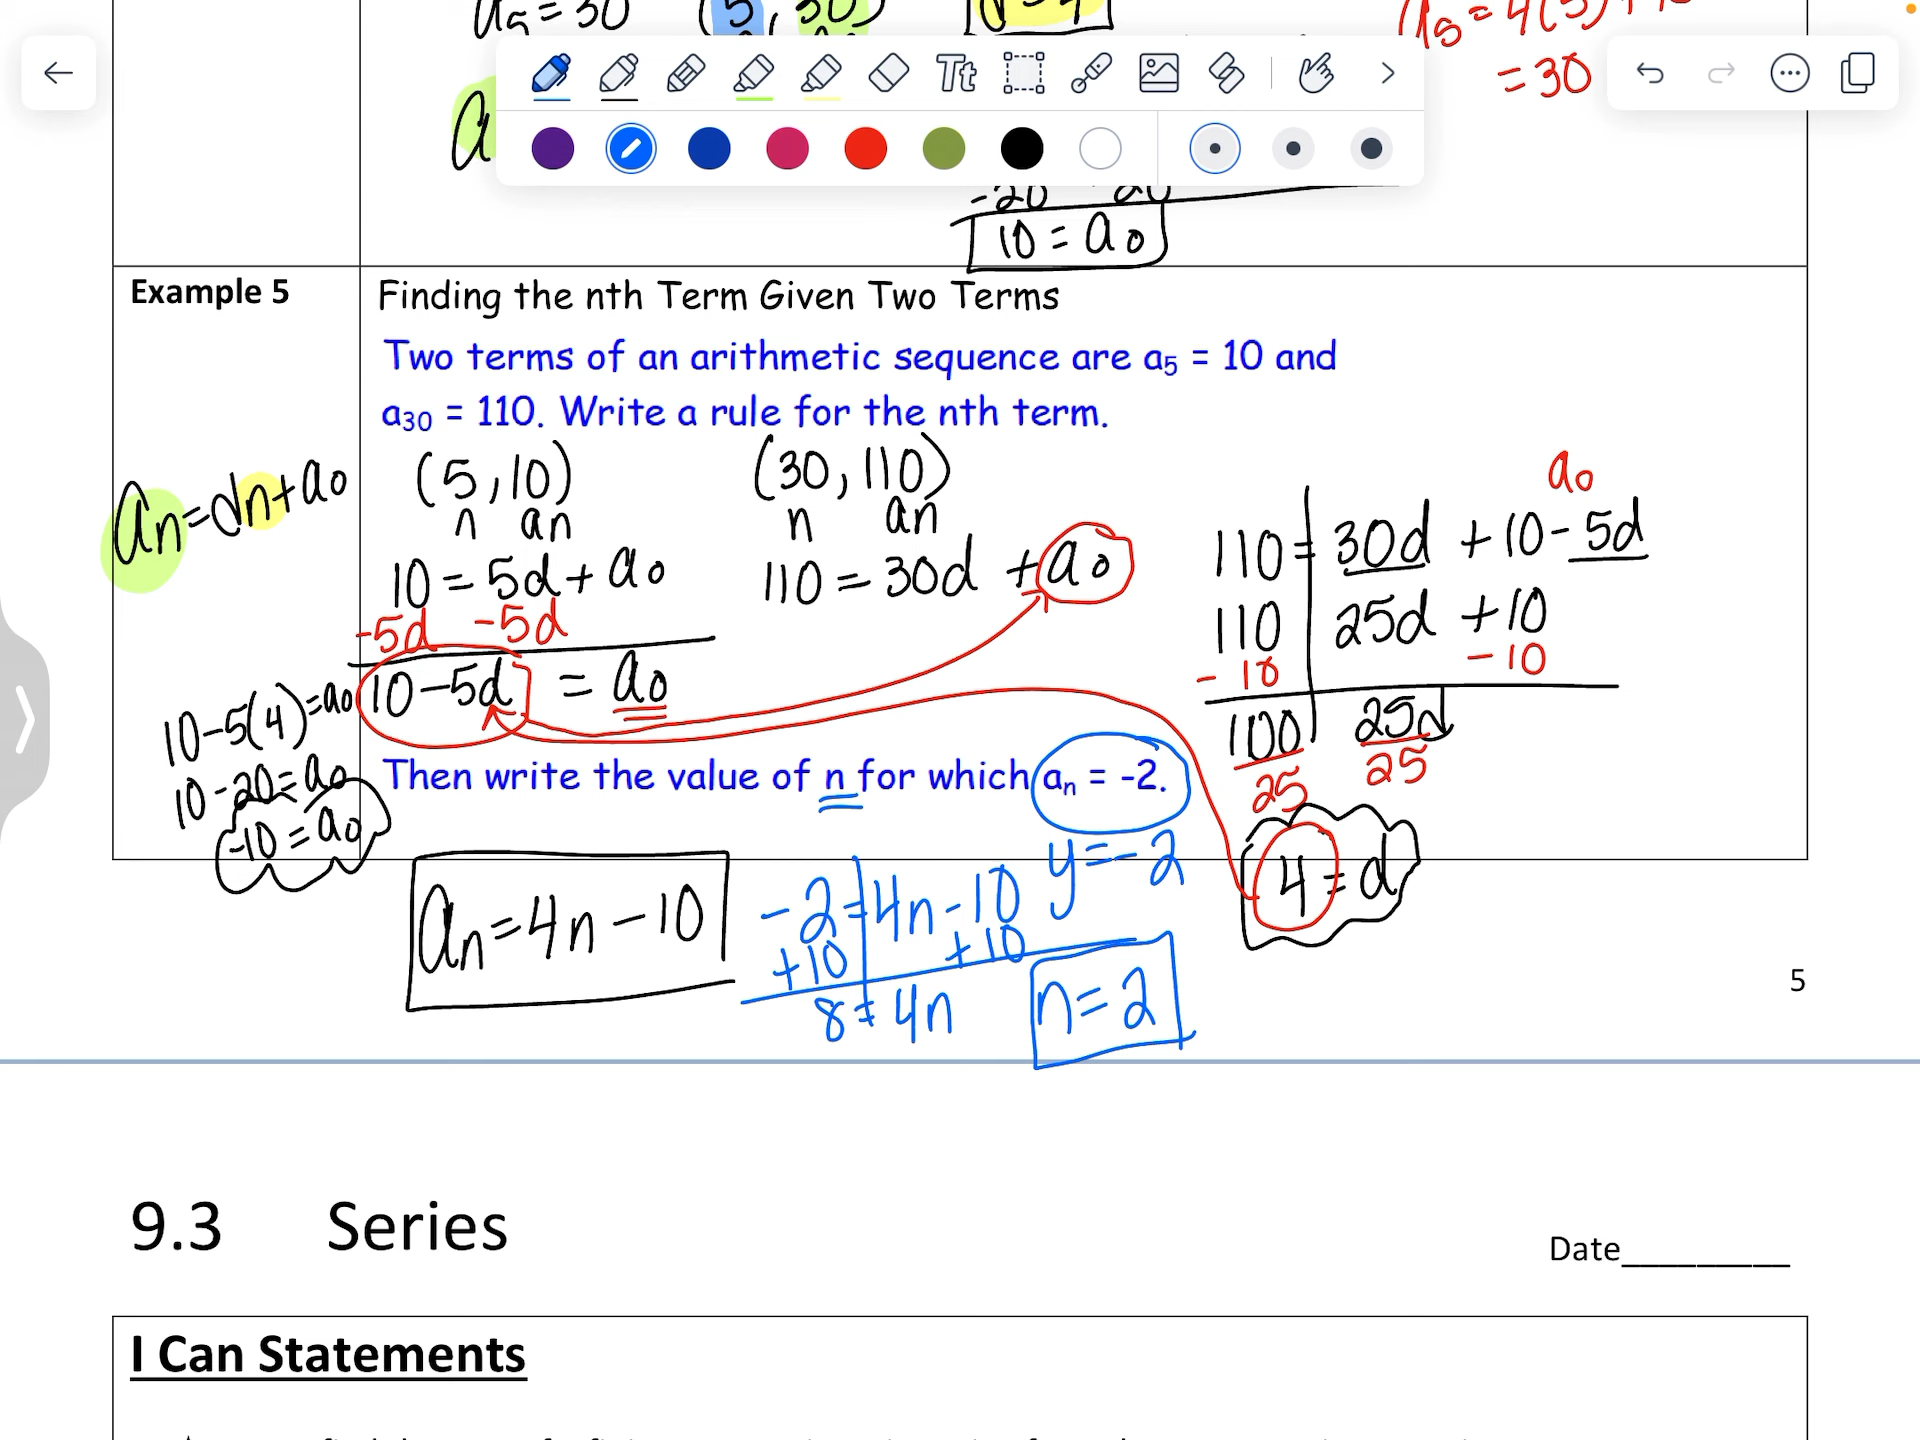 a₅ = 30 (5, 30)
a₅ = 4(5)+
= 30
Tt
a
-20
10 = a₀
Example 5 Finding the nth Term Given Two Terms
Two terms of an arithmetic sequence are a₅ = 10 and
a₃₀ = 110. Write a rule for the nth term.
aₙ = dn + a₀
(5, 10) (30, 110)
n an n an
10 = 5d + a₀ 110 = 30d + a₀
-5d -5d
10 - 5d = a₀
a₀
110 = 30d + 10 - 5d
110 25d + 10
- 10 - 10
100 25d
25 25
4 = d
10 - 5(4) = a₀
10 - 20 = a₀
-10 = a₀
Then write the value of n for which aₙ = -2.
y = -2
aₙ = 4n - 10
-2 = 4n - 10
+10 +10
8 = 4n
n = 2
5
9.3 Series
Date_________
I Can Statements